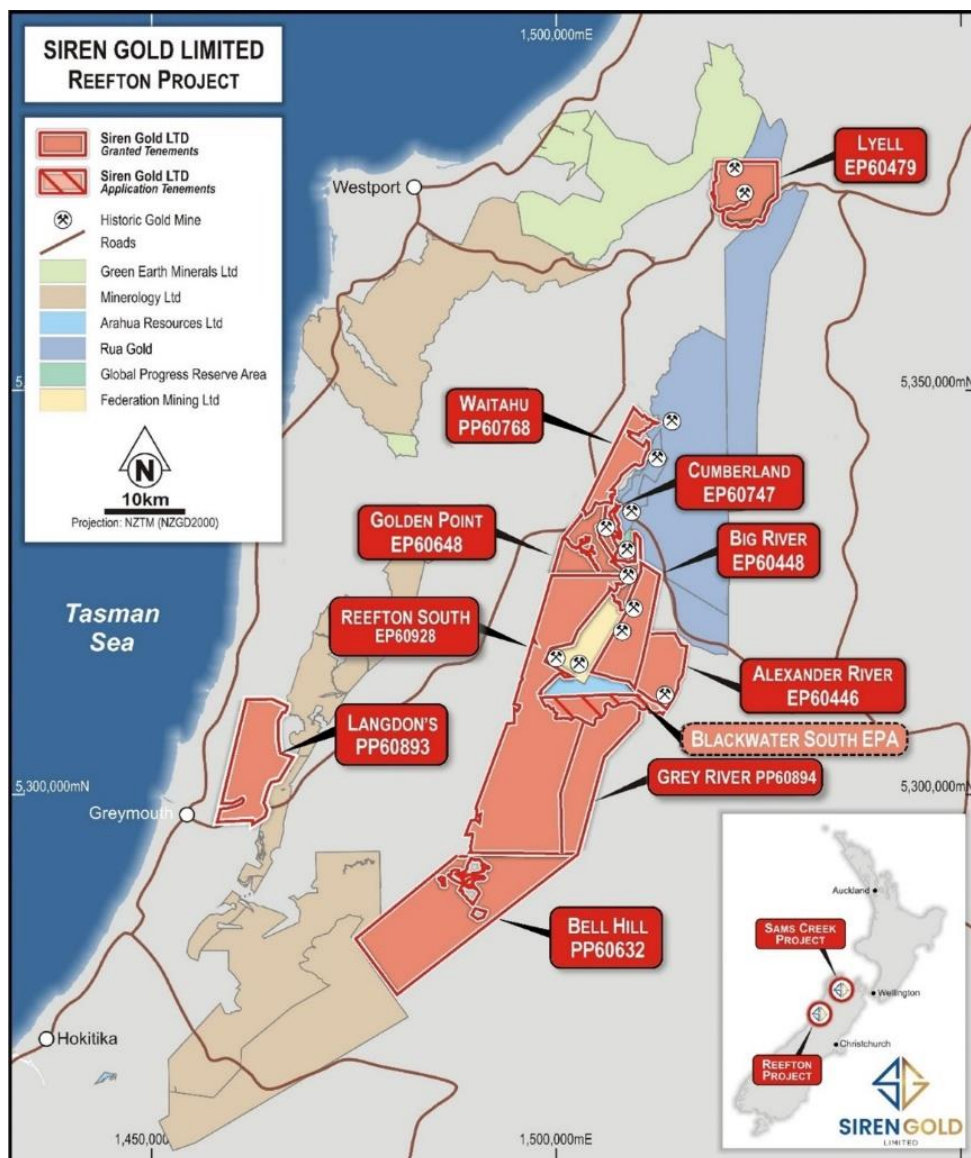 SIREN GOLD LIMITED
REEFTON PROJECT
Siren Gold LTD
Granted Tenements
Siren Gold LTD
Application Tenements
Historic Gold Mine
Roads
Green Earth Minerals Ltd
Minerology Ltd
Arahua Resources Ltd
Rua Gold
Global Progress Reserve Area
Federation Mining Ltd
N
10km
Projection: NZTM (NZGD2000)
1,500,000mE
Westport
LYELL
EP60479
5,350,000mN
WAITAHU
PP60768
CUMBERLAND
EP60747
GOLDEN POINT
EP60648
BIG RIVER
EP60448
Tasman
Sea
REEFTON SOUTH
EP60928
ALEXANDER RIVER
EP60446
LANGDON'S
PP60893
BLACKWATER SOUTH EPA
GREY RIVER PP60894
5,300,000mN
5,300,000mN
Greymouth
BELL HILL
PP60632
Hokitika
1,450,000
1,500,000mE
Auckland
SAMS CREEK
PROJECT
Wellington
Christchurch
REEFTON
PROJECT
SIREN GOLD
LIMITED